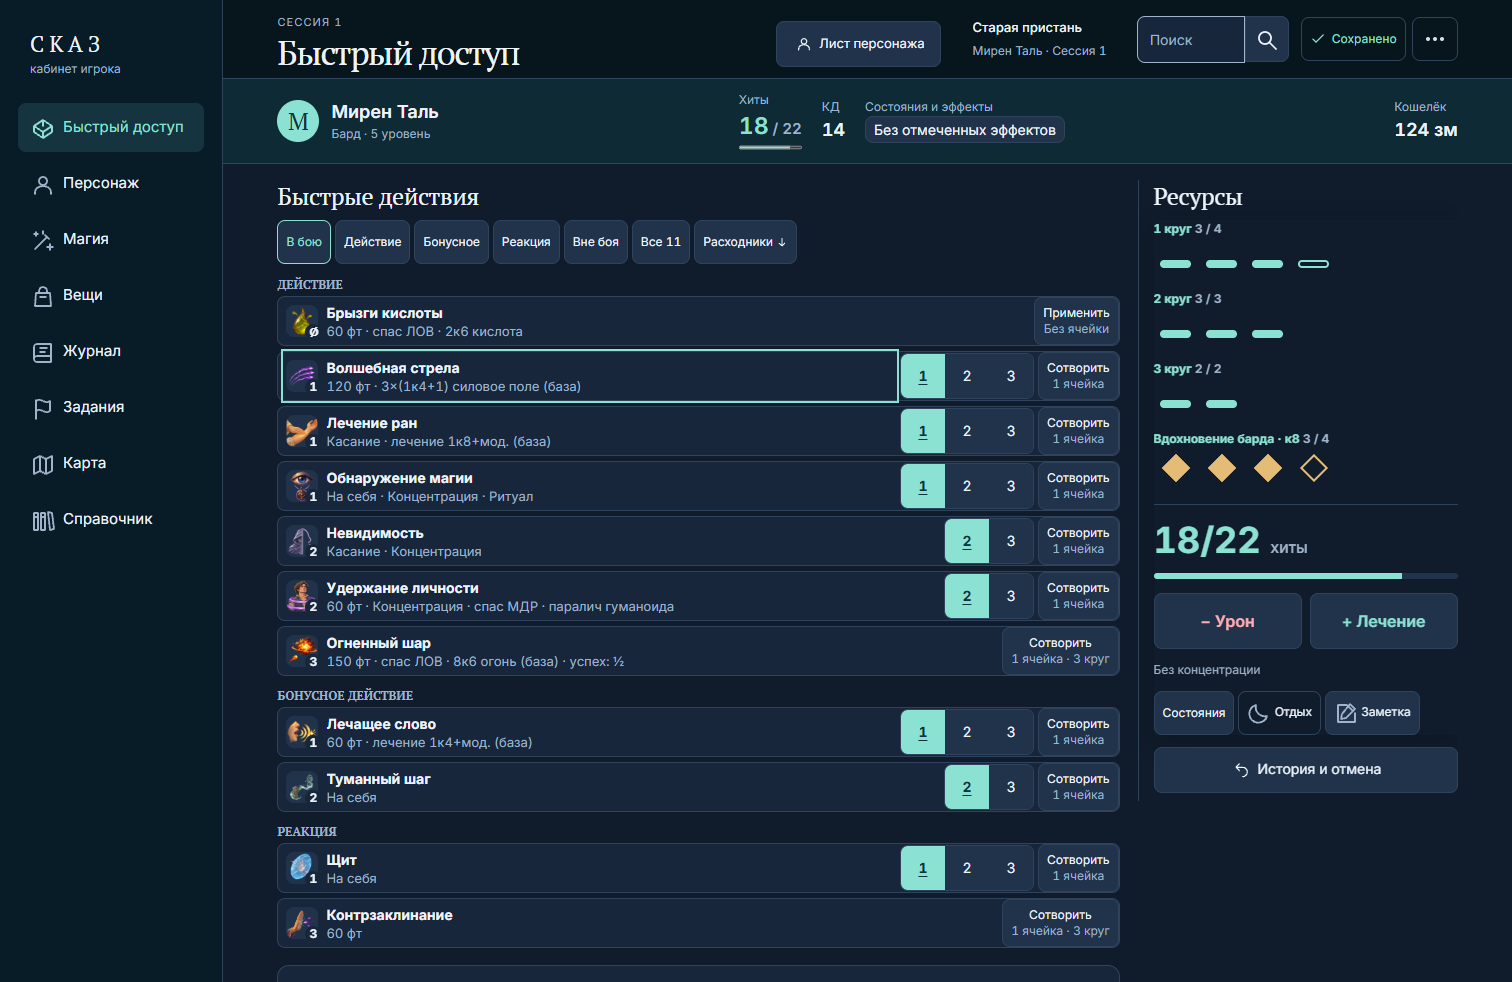 СКАЗ
кабинет игрока
Быстрый доступ
Персонаж
Магия
Вещи
Журнал
Задания
Карта
Справочник
СЕССИЯ 1
Быстрый доступ
Лист персонажа
Старая пристань
Мирен Таль · Сессия 1
Поиск
Сохранено
М
Мирен Таль
Бард · 5 уровень
Хиты
18 / 22
КД
14
Состояния и эффекты
Без отмеченных эффектов
Кошелёк
124 зм
Быстрые действия
В бою
Действие
Бонусное
Реакция
Вне боя
Все 11
Расходники ↓
ДЕЙСТВИЕ
Ø
Брызги кислоты
60 фт · спас ЛОВ · 2к6 кислота
Применить
Без ячейки
1
Волшебная стрела
120 фт · 3×(1к4+1) силовое поле (база)
1 2 3
Сотворить
1 ячейка
1
Лечение ран
Касание · лечение 1к8+мод. (база)
1 2 3
Сотворить
1 ячейка
1
Обнаружение магии
На себя · Концентрация · Ритуал
1 2 3
Сотворить
1 ячейка
2
Невидимость
Касание · Концентрация
2 3
Сотворить
1 ячейка
2
Удержание личности
60 фт · Концентрация · спас МДР · паралич гуманоида
2 3
Сотворить
1 ячейка
3
Огненный шар
150 фт · спас ЛОВ · 8к6 огонь (база) · успех: ½
Сотворить
1 ячейка · 3 круг
БОНУСНОЕ ДЕЙСТВИЕ
1
Лечащее слово
60 фт · лечение 1к4+мод. (база)
1 2 3
Сотворить
1 ячейка
2
Туманный шаг
На себя
2 3
Сотворить
1 ячейка
РЕАКЦИЯ
1
Щит
На себя
1 2 3
Сотворить
1 ячейка
3
Контрзаклинание
60 фт
Сотворить
1 ячейка · 3 круг
Ресурсы
1 круг 3 / 4
2 круг 3 / 3
3 круг 2 / 2
Вдохновение барда · к8 3 / 4
18/22 хиты
− Урон
+ Лечение
Без концентрации
Состояния
Отдых
Заметка
История и отмена